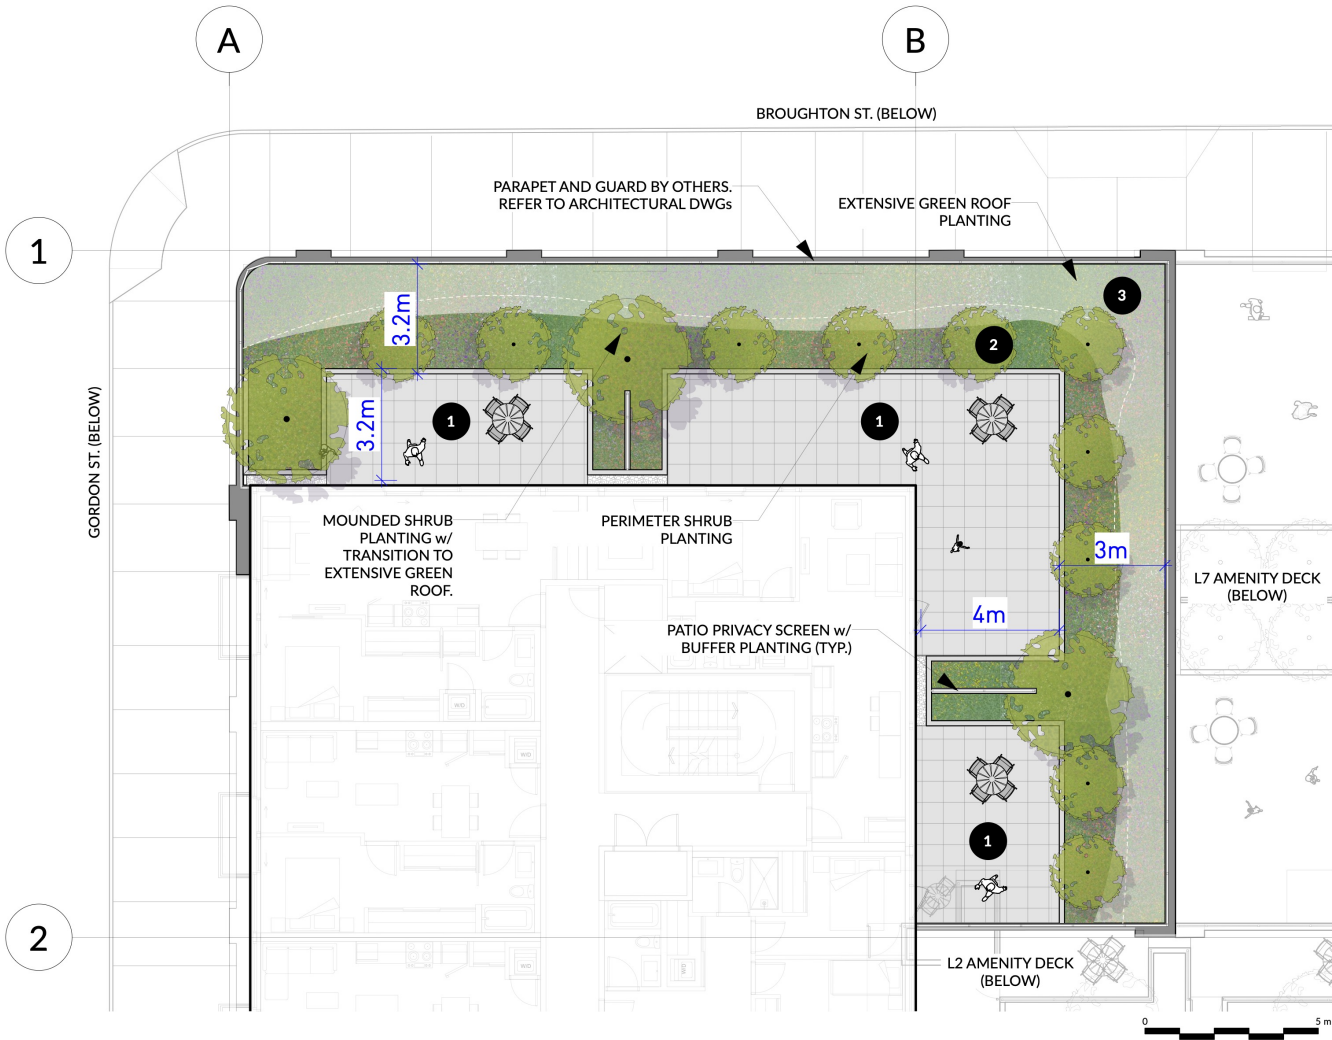 A
B
BROUGHTON ST. (BELOW)
PARAPET AND GUARD BY OTHERS.
REFER TO ARCHITECTURAL DWGs
EXTENSIVE GREEN ROOF
PLANTING
1
3
3.2m
2
GORDON ST. (BELOW)
3.2m
1
1
MOUNDED SHRUB
PLANTING w/
TRANSITION TO
EXTENSIVE GREEN
ROOF.
PERIMETER SHRUB
PLANTING
3m
L7 AMENITY DECK
(BELOW)
4m
PATIO PRIVACY SCREEN w/
BUFFER PLANTING (TYP.)
W/D
W/D
1
W/D
2
L2 AMENITY DECK
(BELOW)
W/D
W/D
0
5 m